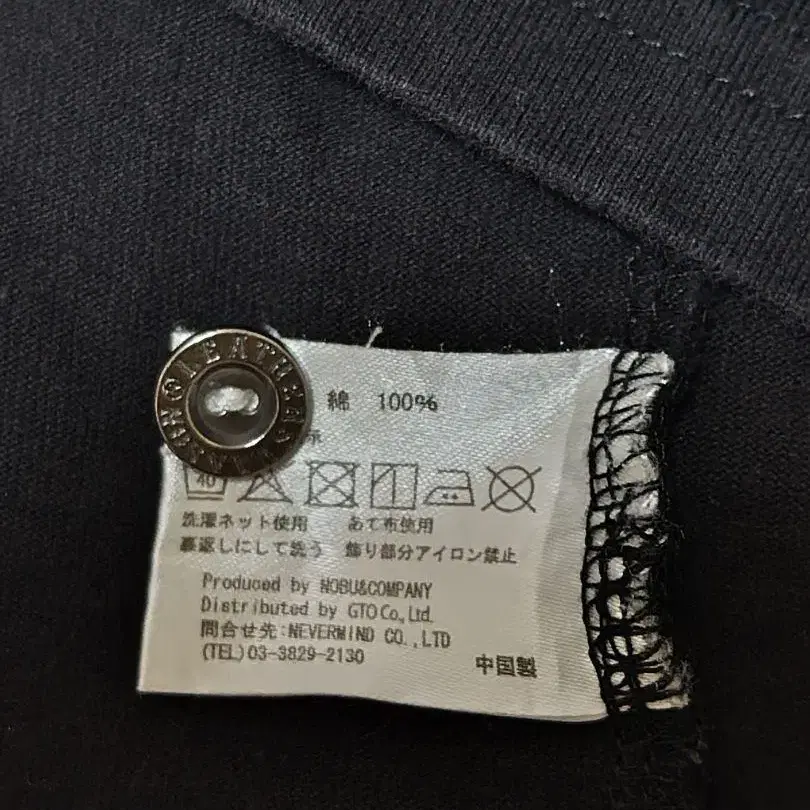 綿 100%
示
40
洗濯ネット使用 あて布使用
裏返しにして洗う 飾り部分アイロン禁止
Produced by NOBU&COMPANY
Distributed by GTO Co., Ltd.
問合せ先:NEVERMIND CO.,LTD
(TEL)03-3829-2130
中国製